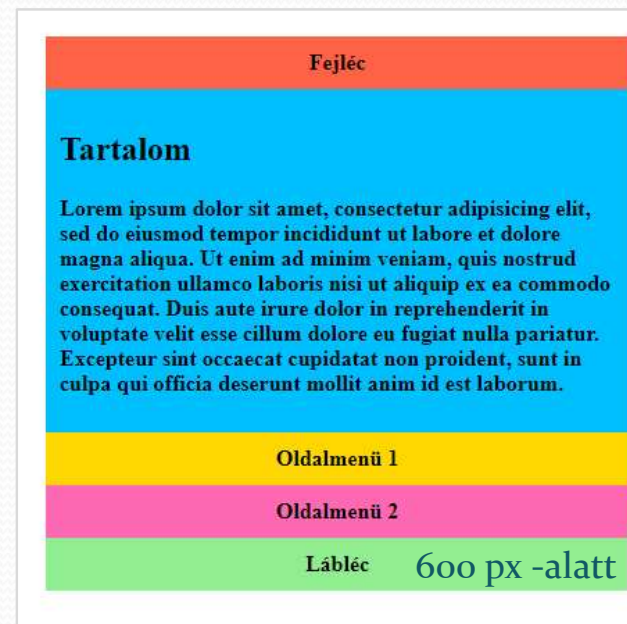 Fejléc
Tartalom
Lorem ipsum dolor sit amet, consectetur adipisicing elit,
sed do eiusmod tempor incididunt ut labore et dolore
magna aliqua. Ut enim ad minim veniam, quis nostrud
exercitation ullamco laboris nisi ut aliquip ex ea commodo
consequat. Duis aute irure dolor in reprehenderit in
voluptate velit esse cillum dolore eu fugiat nulla pariatur.
Excepteur sint occaecat cupidatat non proident, sunt in
culpa qui officia deserunt mollit anim id est laborum.
Oldalmenü 1
Oldalmenü 2
Lábléc 600 px -alatt